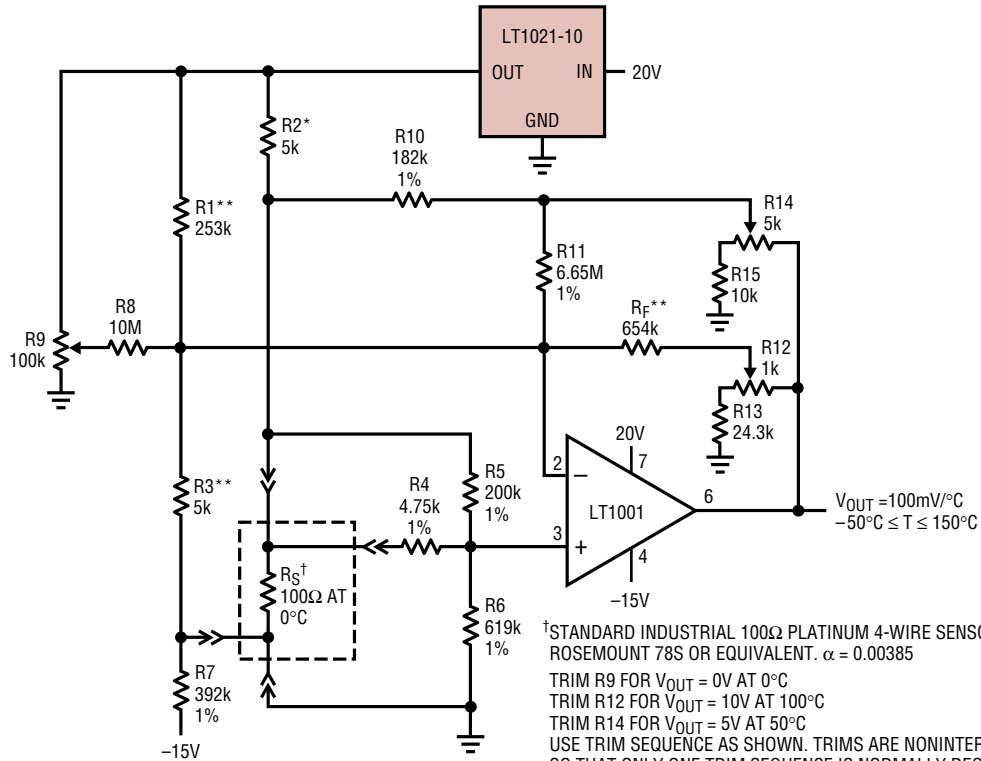 LT1021-10
OUT
IN
20V
GND
R2*
5k
R10
182k
1%
R14
5k
R1**
253k
R11
6.65M
1%
R15
10k
R8
10M
RF**
654k
R9
100k
R12
1k
R13
24.3k
20V
R3**
5k
R4
4.75k
1%
R5
200k
1%
2
–
7
6
LT1001
3
+
4
–15V
VOUT =100mV/°C
–50°C ≤ T ≤ 150°C
RS†
100Ω AT
0°C
R6
619k
1%
R7
392k
1%
–15V
†STANDARD INDUSTRIAL 100Ω PLATINUM 4-WIRE SENSO
ROSEMOUNT 78S OR EQUIVALENT. α = 0.00385
TRIM R9 FOR VOUT = 0V AT 0°C
TRIM R12 FOR VOUT = 10V AT 100°C
TRIM R14 FOR VOUT = 5V AT 50°C
USE TRIM SEQUENCE AS SHOWN. TRIMS ARE NONINTER